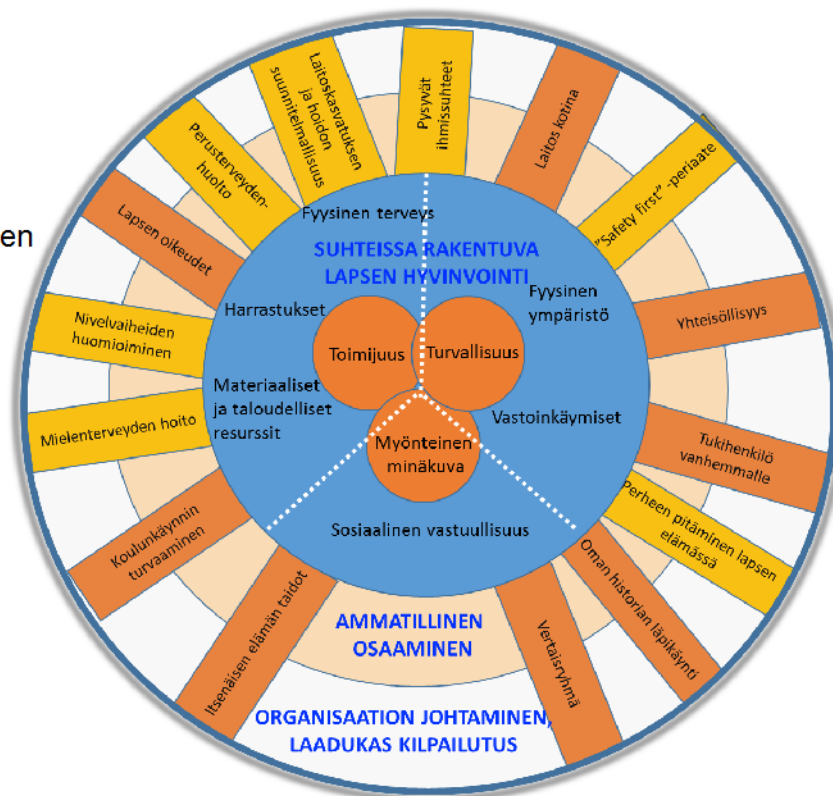 en
Laitoskasvatuksen
ja hoidon
suunnitelmallisuus
Pysyvät
ihmissuhteet
Laitos kotina
"Safety first" -periaate
Yhteisöllisyys
Tukihenkilö
vanhemmalle
Perheen pitäminen lapsen
elämässä
Oman historian läpikäynti
Vertaisryhmä
Itsenäisen elämän taidot
Koulunkäynnin
turvaaminen
Mielenterveyden hoito
Nivelvaiheiden
huomioiminen
Lapsen oikeudet
Perusterveyden-
huolto
Fyysinen terveys
SUHTEISSA RAKENTUVA
LAPSEN HYVINVOINTI
Harrastukset
Fyysinen
ympäristö
Toimijuus
Turvallisuus
Materiaaliset
ja taloudelliset
resurssit
Vastoinkäymiset
Myönteinen
minäkuva
Sosiaalinen vastuullisuus
AMMATILLINEN
OSAAMINEN
ORGANISAATION JOHTAMINEN,
LAADUKAS KILPAILUTUS